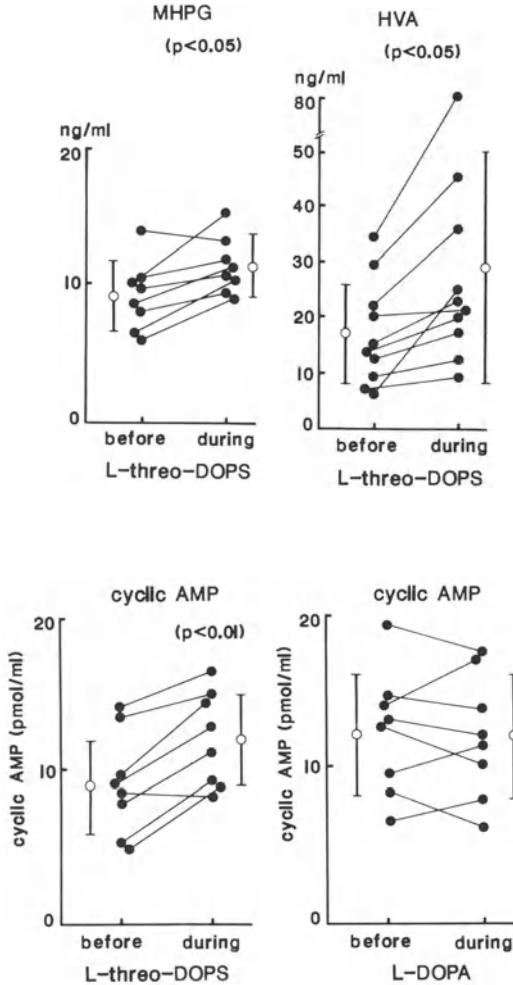 MHPG
(p<0.05)
ng/ml
20
10
0
before during
L-threo-DOPS
HVA
(p<0.05)
ng/ml
80
50
40
30
20
10
0
before during
L-threo-DOPS
cyclic AMP
(p<0.01)
cyclic AMP (pmol/ml)
20
10
0
before during
L-threo-DOPS
cyclic AMP
cyclic AMP (pmol/ml)
20
10
0
before during
L-DOPA